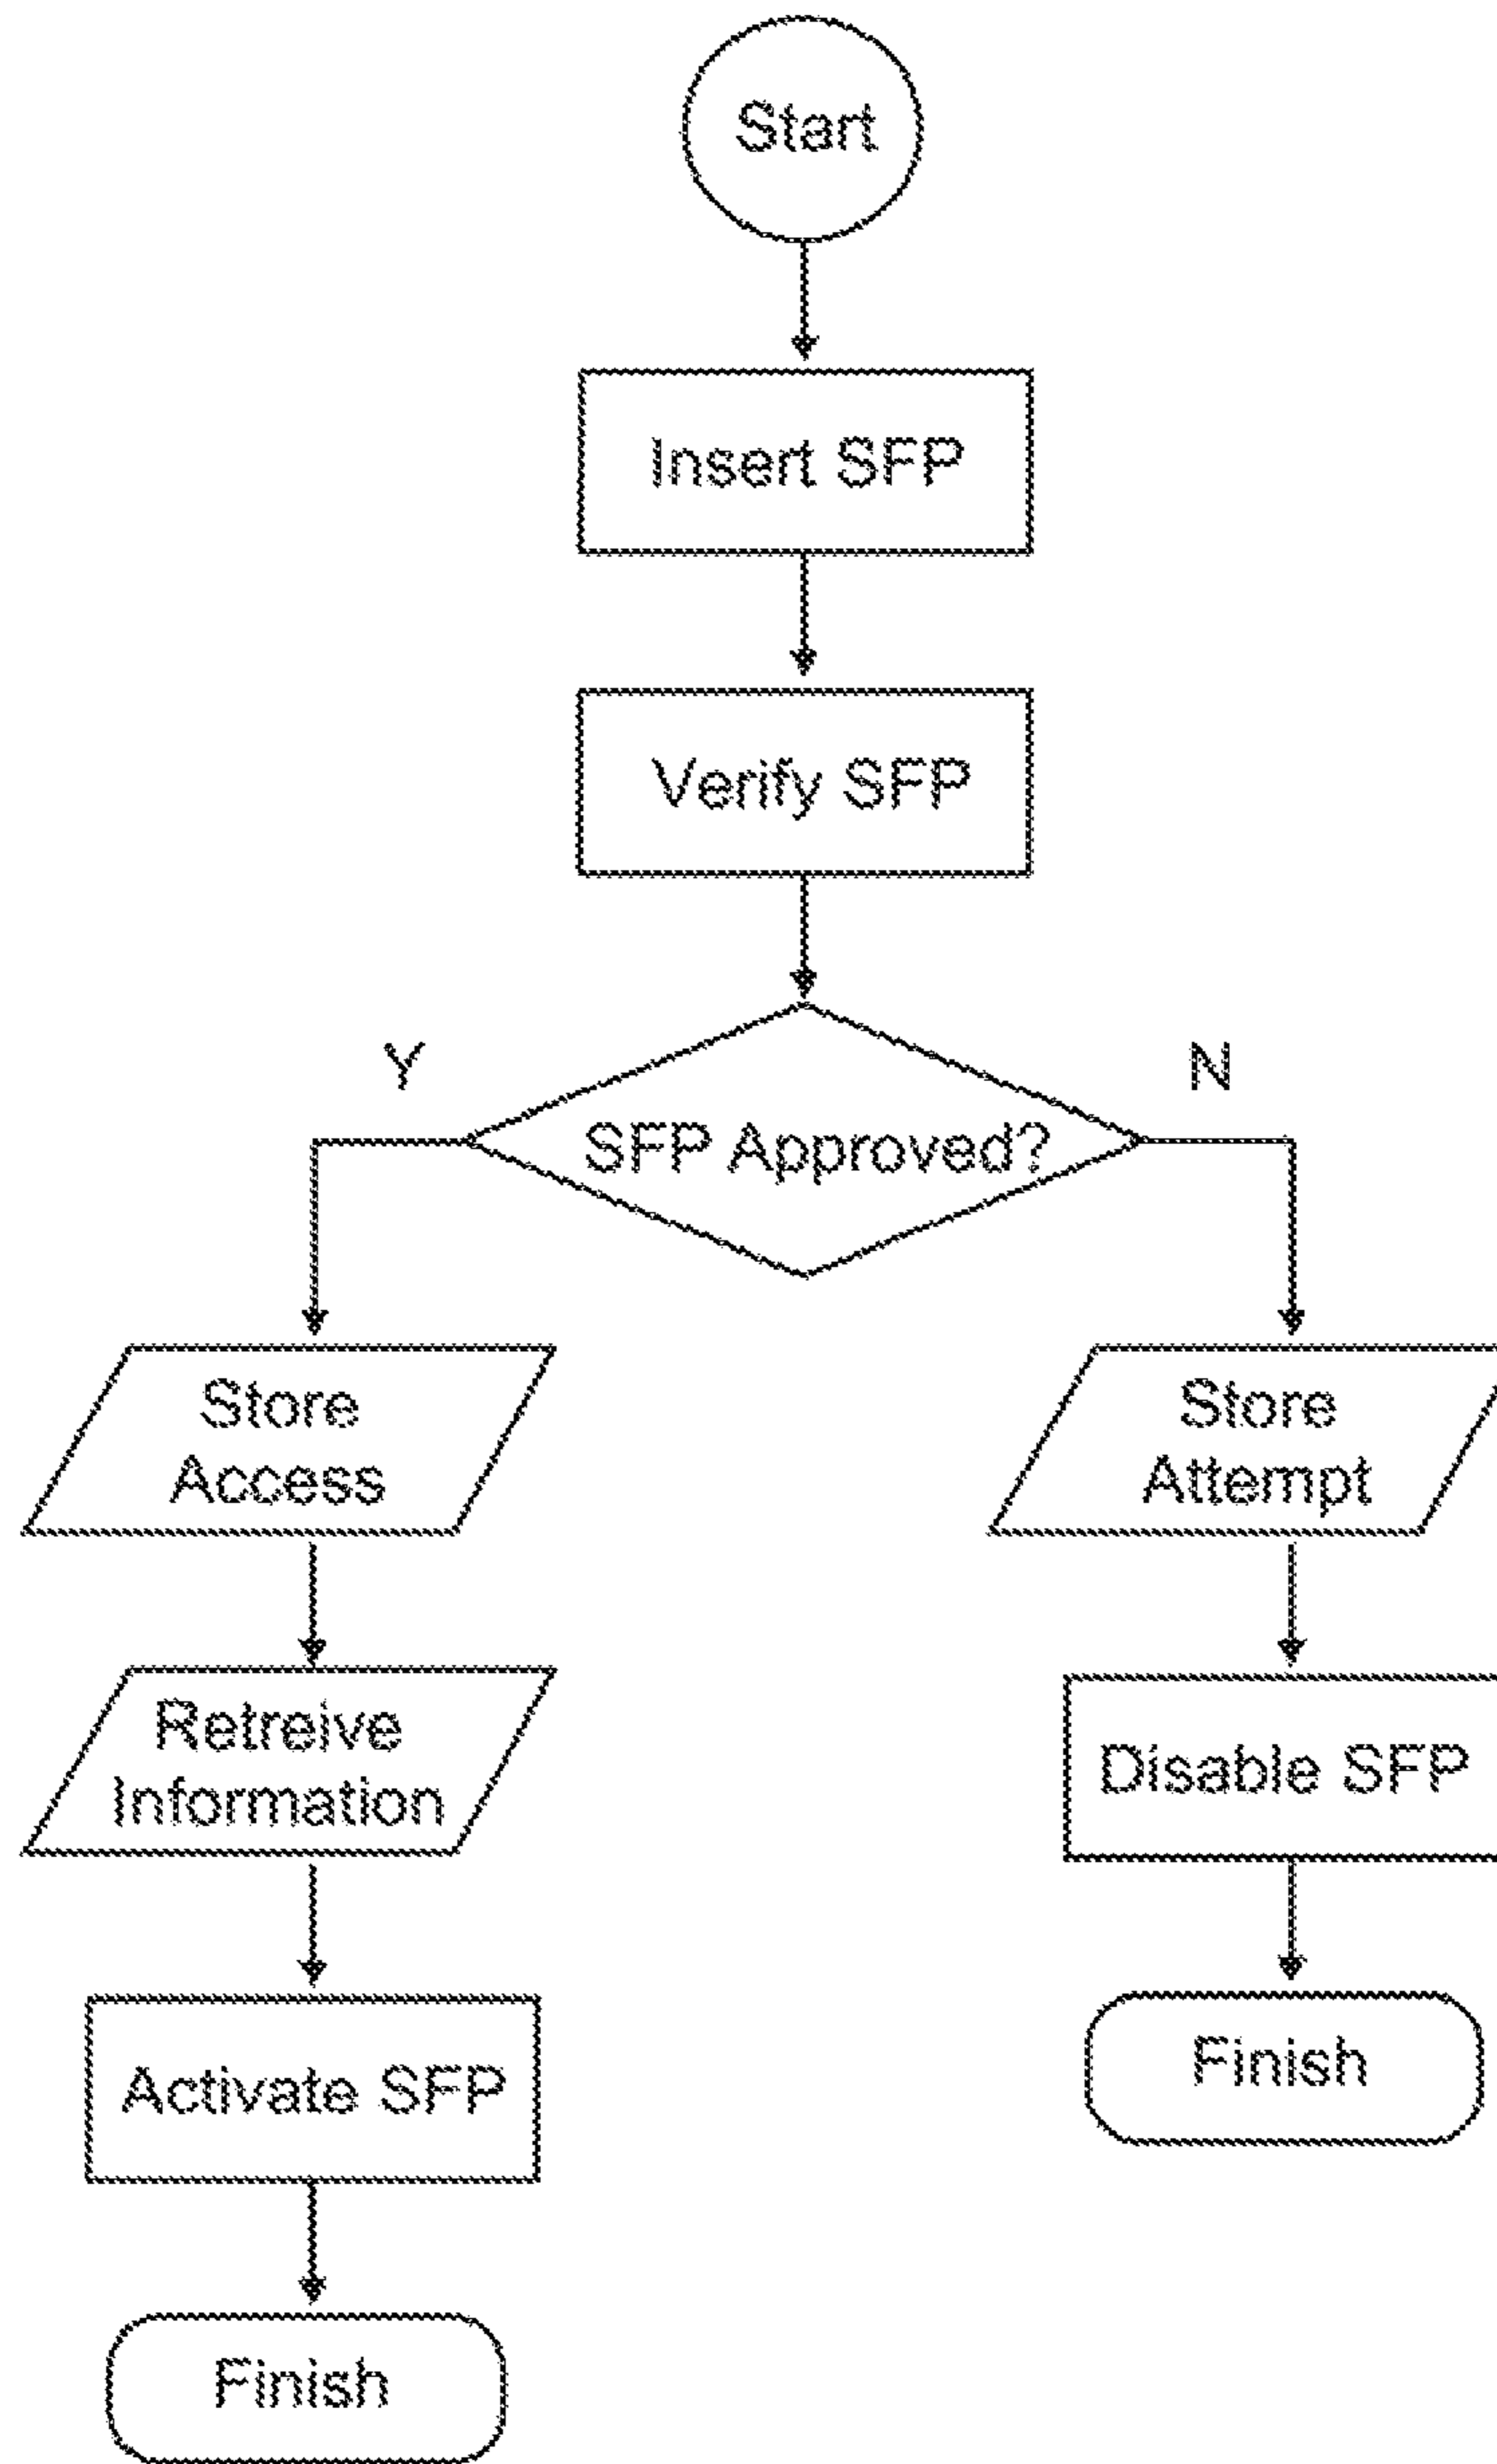 Start
Insert SFP
Verify SFP
Y
N
SFP Approved?
Store
Access
Store
Attempt
Retreive
Information
Disable SFP
Activate SFP
Finish
Finish